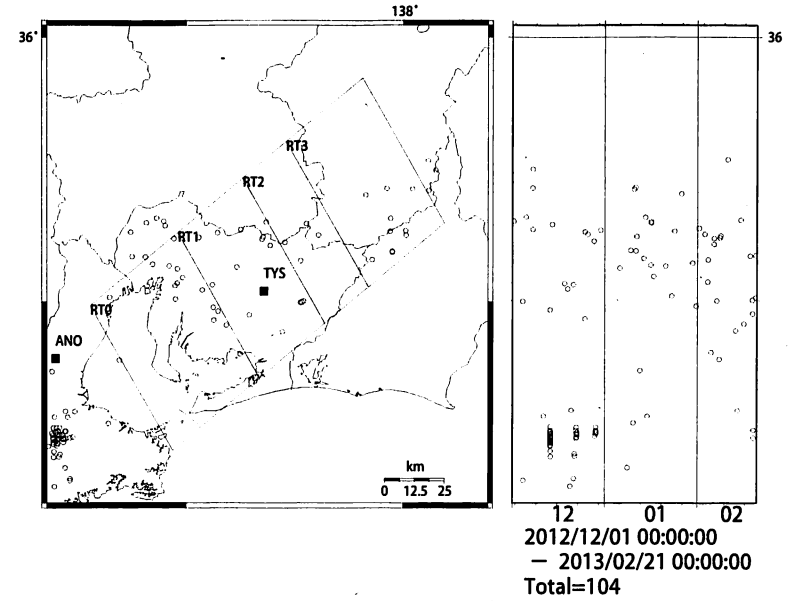 138°
36°
36
RT3
RT2
RT1
TYS
RT0
ANO
km
0 12.5 25
12 01 02
2012/12/01 00:00:00
— 2013/02/21 00:00:00
Total=104